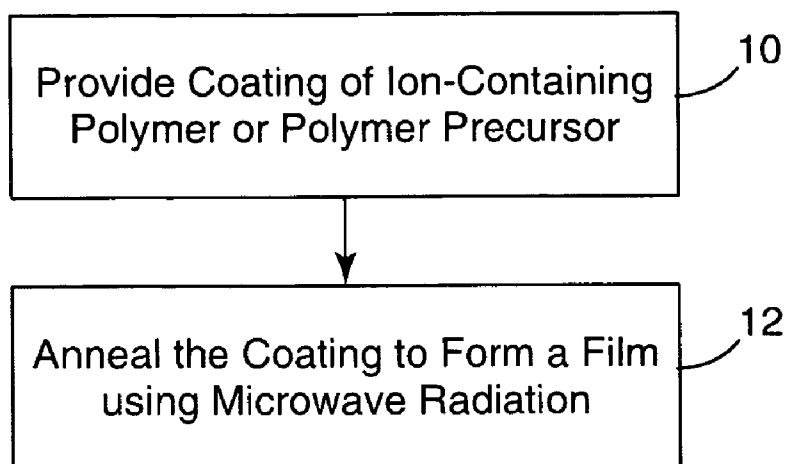 10
Provide Coating of Ion-Containing
Polymer or Polymer Precursor
12
Anneal the Coating to Form a Film
using Microwave Radiation